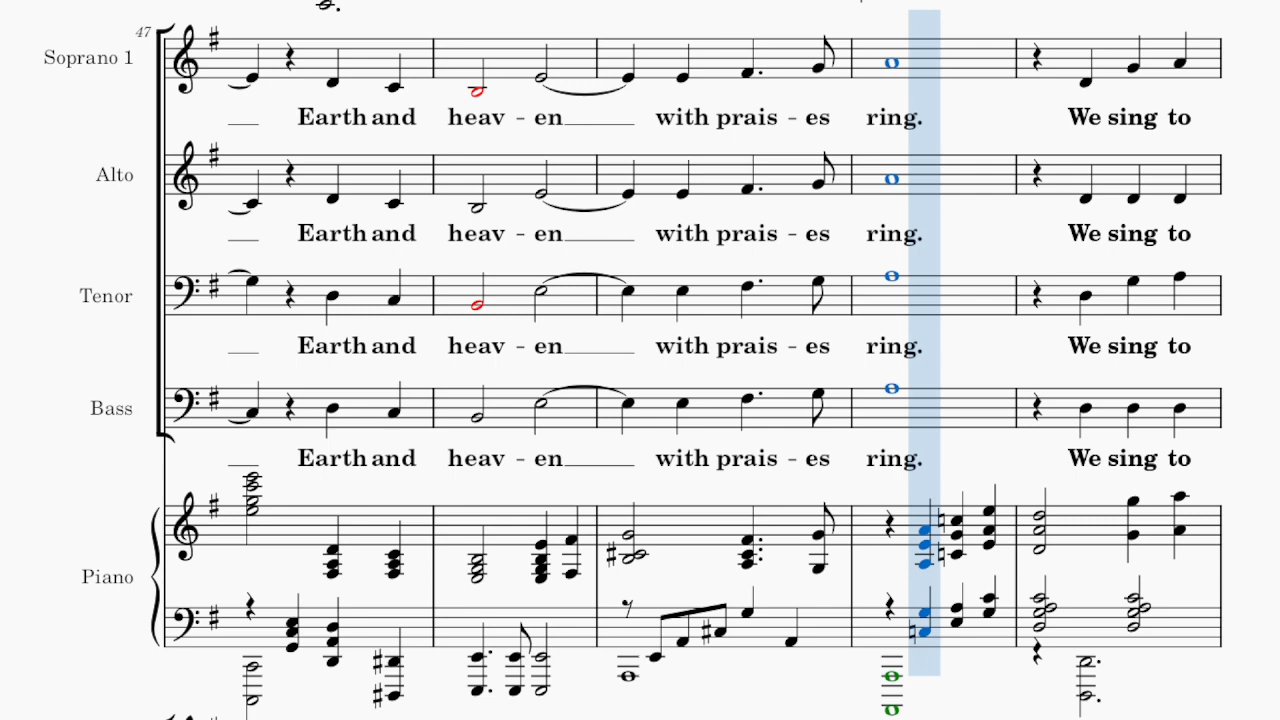 47
Soprano 1
Earth and heav - en with prais - es ring. We sing to
Alto
Earth and heav - en with prais - es ring. We sing to
Tenor
Earth and heav - en with prais - es ring. We sing to
Bass
Earth and heav - en with prais - es ring. We sing to
Piano